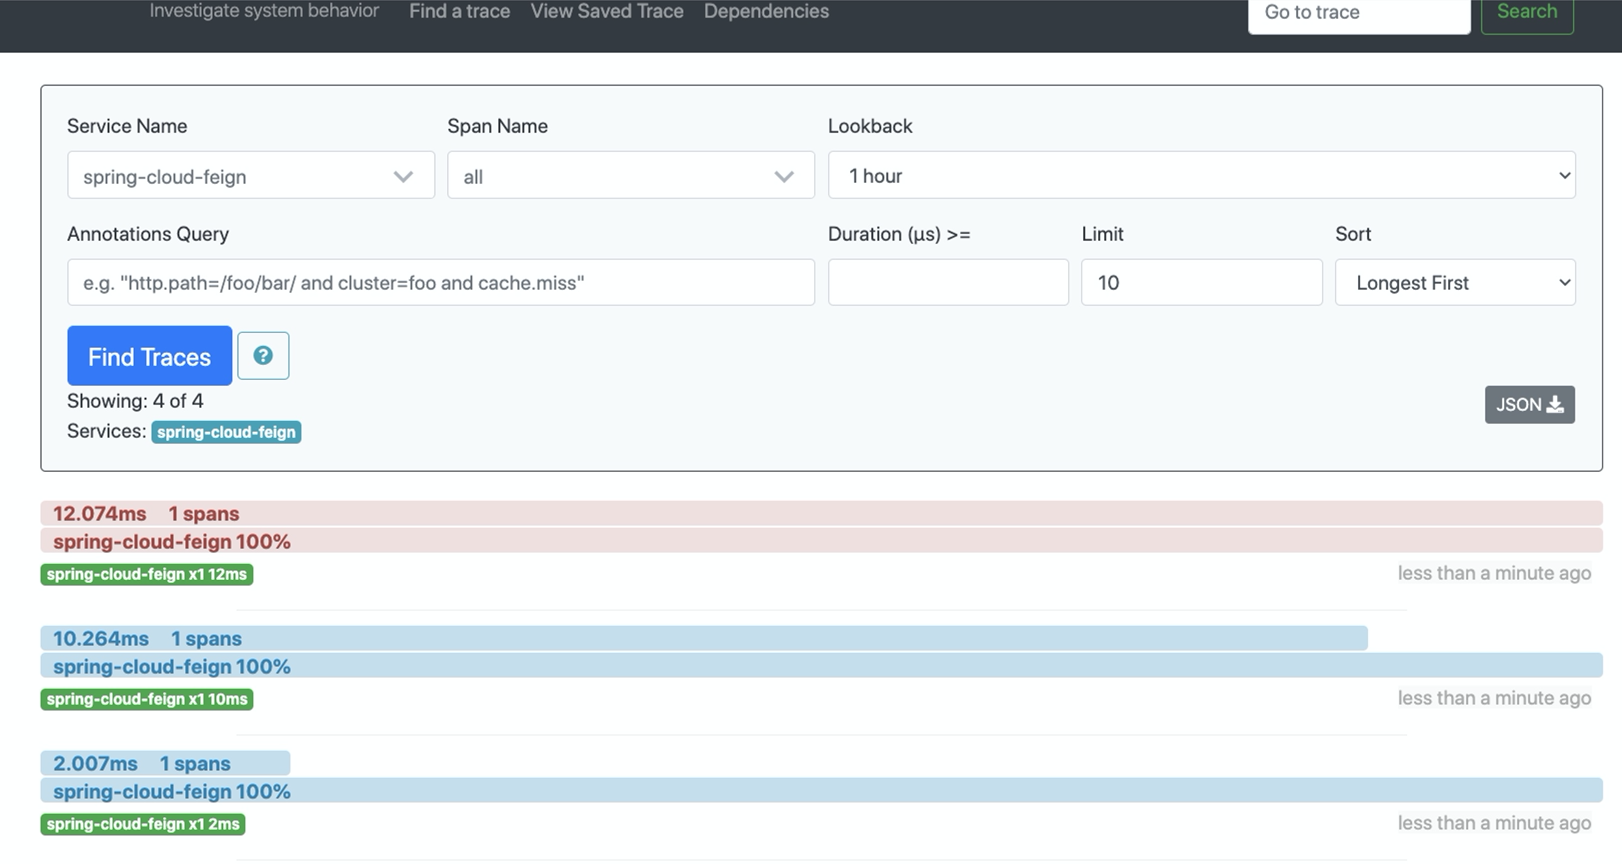 Investigate system behavior Find a trace View Saved Trace Dependencies Go to trace Search
Service Name Span Name Lookback
spring-cloud-feign all 1 hour
Annotations Query Duration (μs) >= Limit Sort
e.g. "http.path=/foo/bar/ and cluster=foo and cache.miss" 10 Longest First
Find Traces ?
Showing: 4 of 4
JSON
Services: spring-cloud-feign
12.074ms 1 spans
spring-cloud-feign 100%
spring-cloud-feign x1 12ms less than a minute ago
10.264ms 1 spans
spring-cloud-feign 100%
spring-cloud-feign x1 10ms less than a minute ago
2.007ms 1 spans
spring-cloud-feign 100%
spring-cloud-feign x1 2ms less than a minute ago